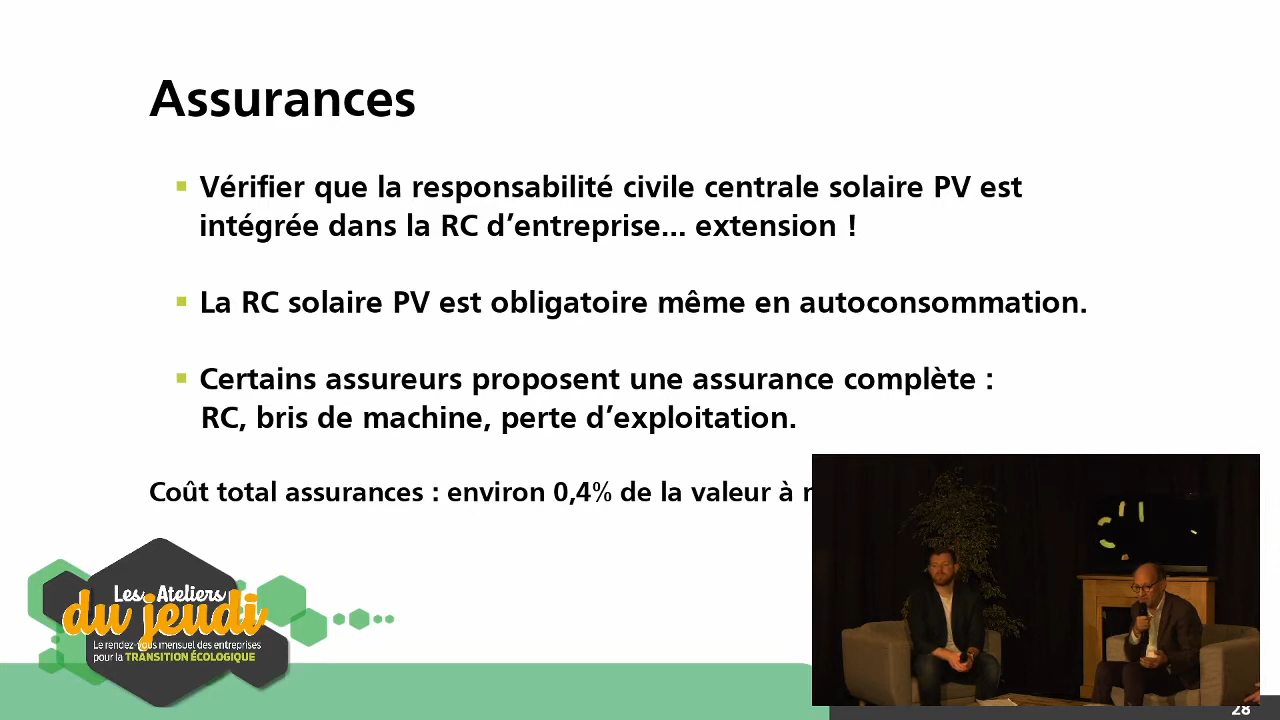 Assurances
Vérifier que la responsabilité civile centrale solaire PV est
intégrée dans la RC d’entreprise... extension !
La RC solaire PV est obligatoire même en autoconsommation.
Certains assureurs proposent une assurance complète :
RC, bris de machine, perte d’exploitation.
Coût total assurances : environ 0,4% de la valeur à
Les Ateliers
du jeudi
Le rendez-vous mensuel des entreprises
pour la TRANSITION ÉCOLOGIQUE
28